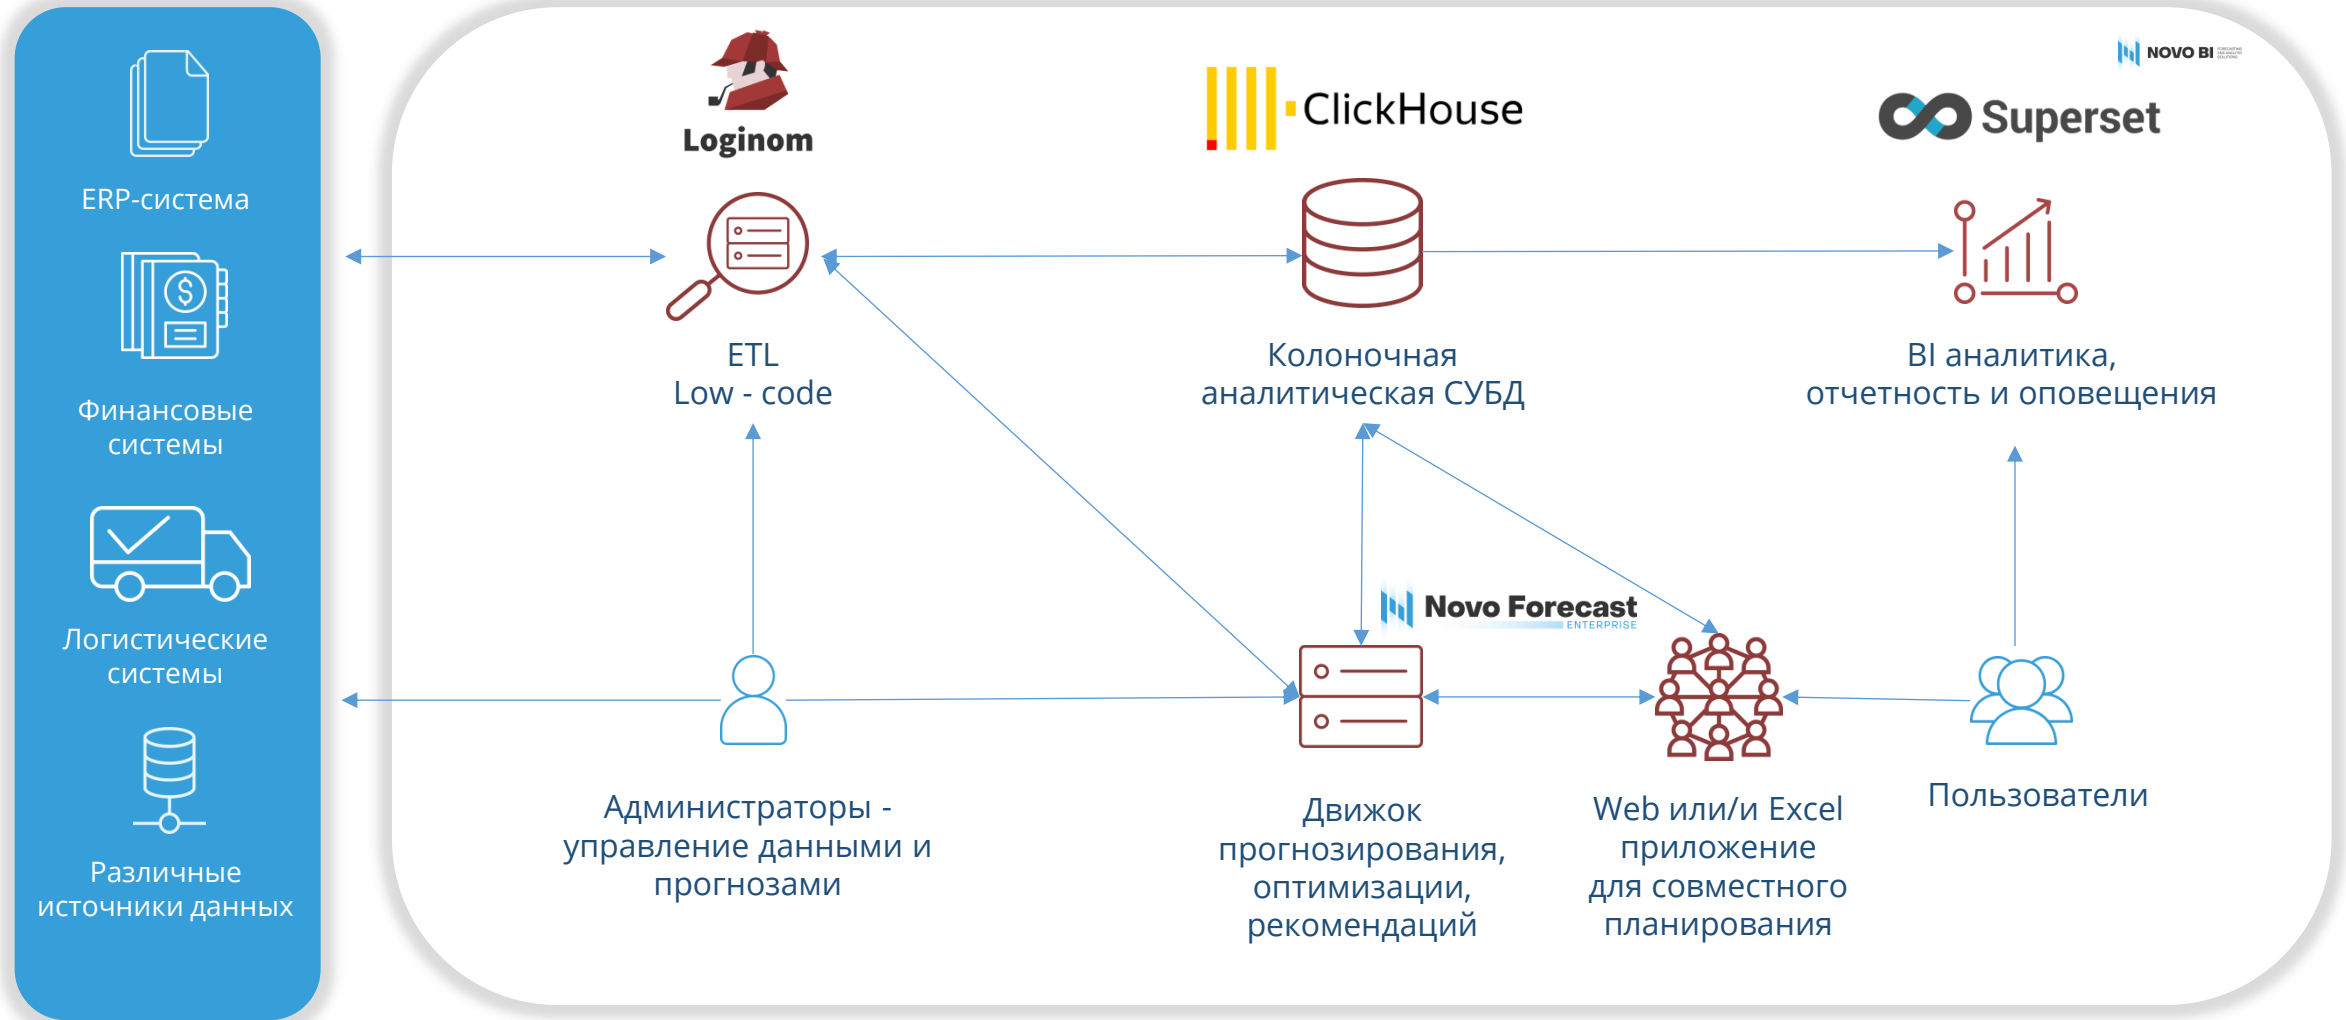 ERP-система
Финансовые
системы
Логистические
системы
Различные
источники данных
Loginom
ClickHouse
NOVO BI
Superset
ETL
Low - code
Колоночная
аналитическая СУБД
BI аналитика,
отчетность и оповещения
Novo Forecast
ENTERPRISE
Администраторы -
управление данными и
прогнозами
Движок
прогнозирования,
оптимизации,
рекомендаций
Web или/и Excel
приложение
для совместного
планирования
Пользователи